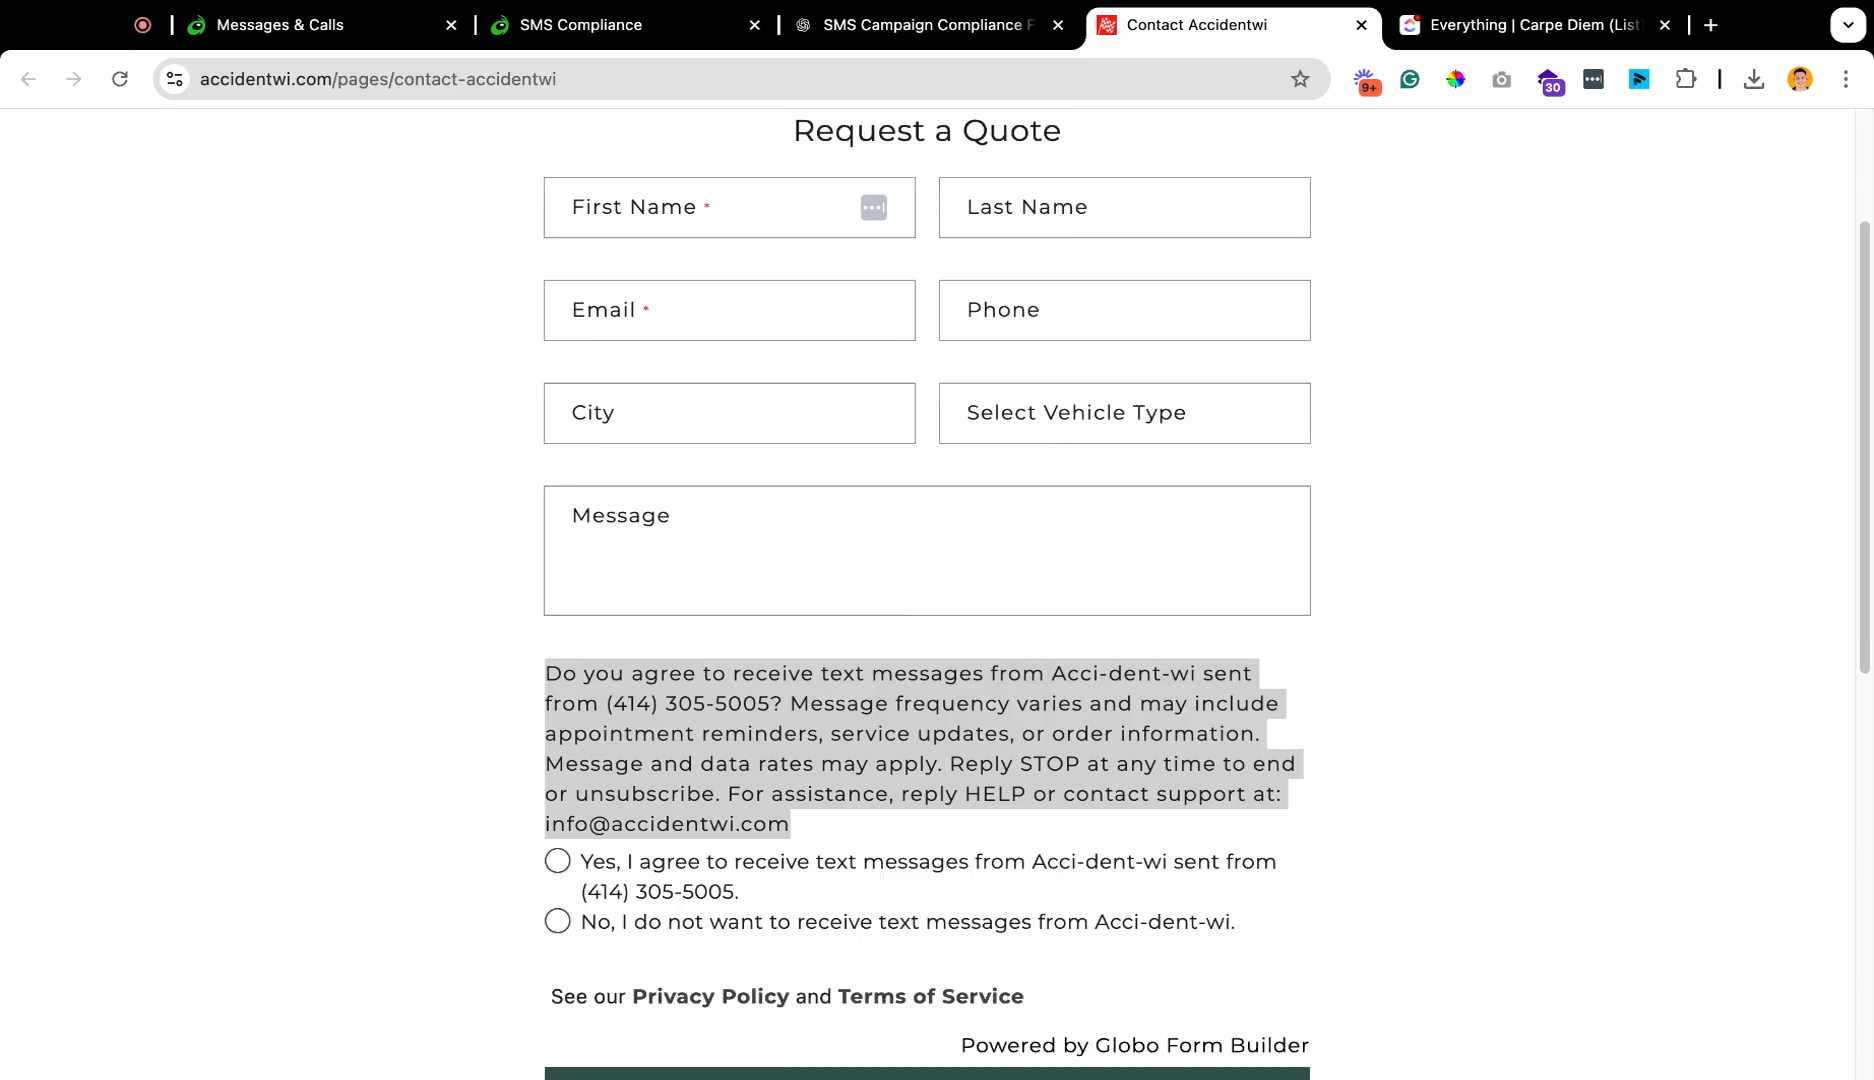 Messages & Calls
SMS Compliance
SMS Campaign Compliance F
Contact Accidentwi
Everything | Carpe Diem (List)
accidentwi.com/pages/contact-accidentwi
9+
30
Request a Quote
First Name *
Last Name
Email *
Phone
City
Select Vehicle Type
Message
Do you agree to receive text messages from Acci-dent-wi sent
from (414) 305-5005? Message frequency varies and may include
appointment reminders, service updates, or order information.
Message and data rates may apply. Reply STOP at any time to end
or unsubscribe. For assistance, reply HELP or contact support at:
info@accidentwi.com
Yes, I agree to receive text messages from Acci-dent-wi sent from
(414) 305-5005.
No, I do not want to receive text messages from Acci-dent-wi.
See our Privacy Policy and Terms of Service
Powered by Globo Form Builder